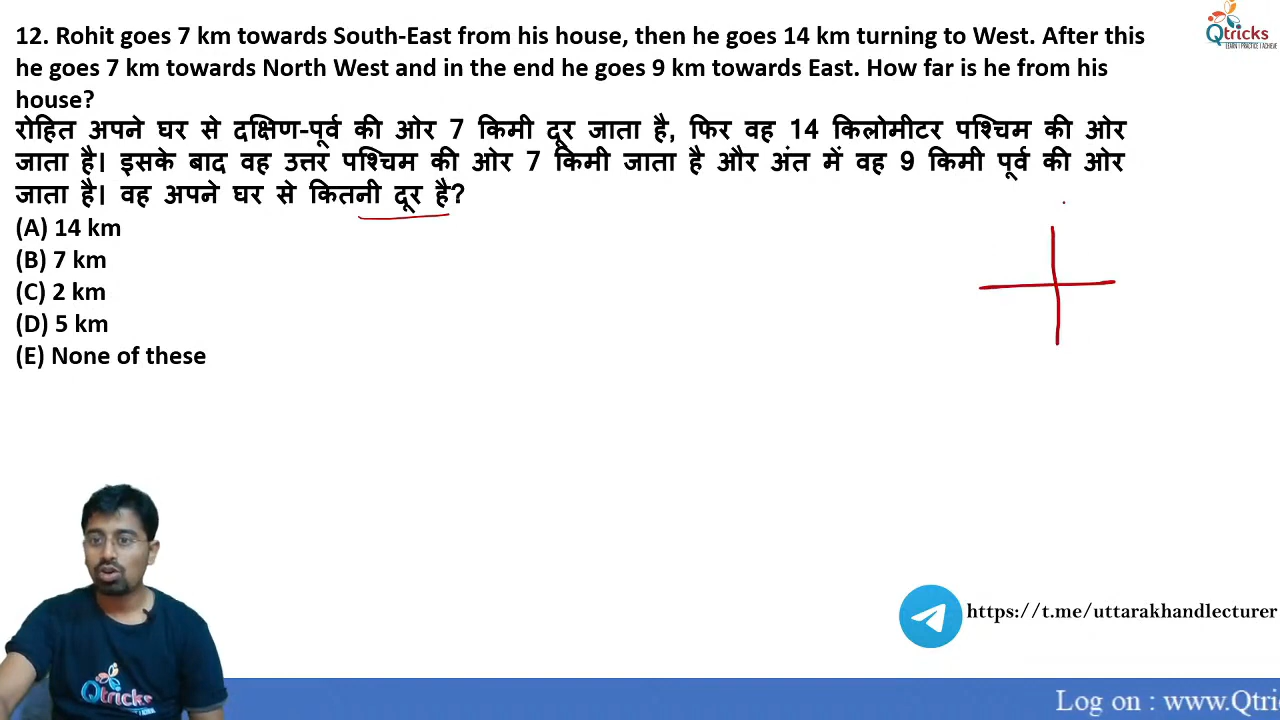 12. Rohit goes 7 km towards South-East from his house, then he goes 14 km turning to West. After this
he goes 7 km towards North West and in the end he goes 9 km towards East. How far is he from his
house?
रोहित अपने घर से दक्षिण-पूर्व की ओर 7 किमी दूर जाता है, फिर वह 14 किलोमीटर पश्चिम की ओर
जाता है। इसके बाद वह उत्तर पश्चिम की ओर 7 किमी जाता है और अंत में वह 9 किमी पूर्व की ओर
जाता है। वह अपने घर से कितनी दूर है?
(A) 14 km
(B) 7 km
(C) 2 km
(D) 5 km
(E) None of these
Qtricks
LEARN | PRACTICE | ACHIEVE
Qtricks
https://t.me/uttarakhandlecturer
Log on : www.Qtri